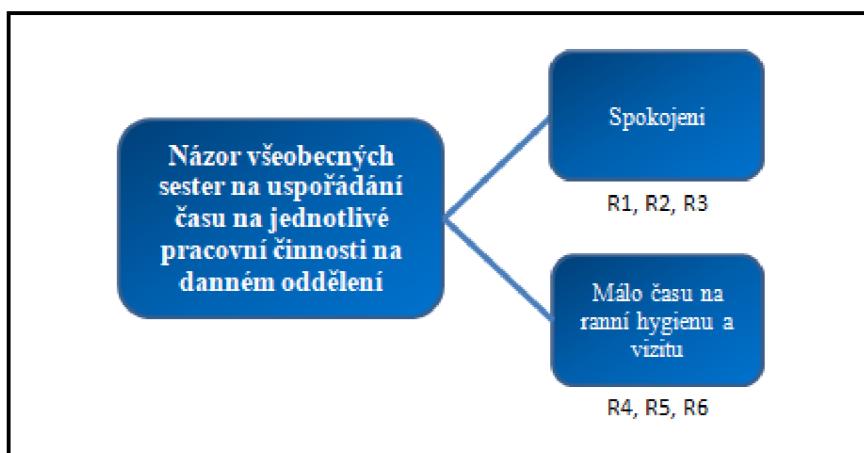 Názor všeobecných
sester na uspořádání
času na jednotlivé
pracovní činnosti na
danném oddělení
Spokojeni
R1, R2, R3
Málo času na
ranní hygienu a
vizitu
R4, R5, R6